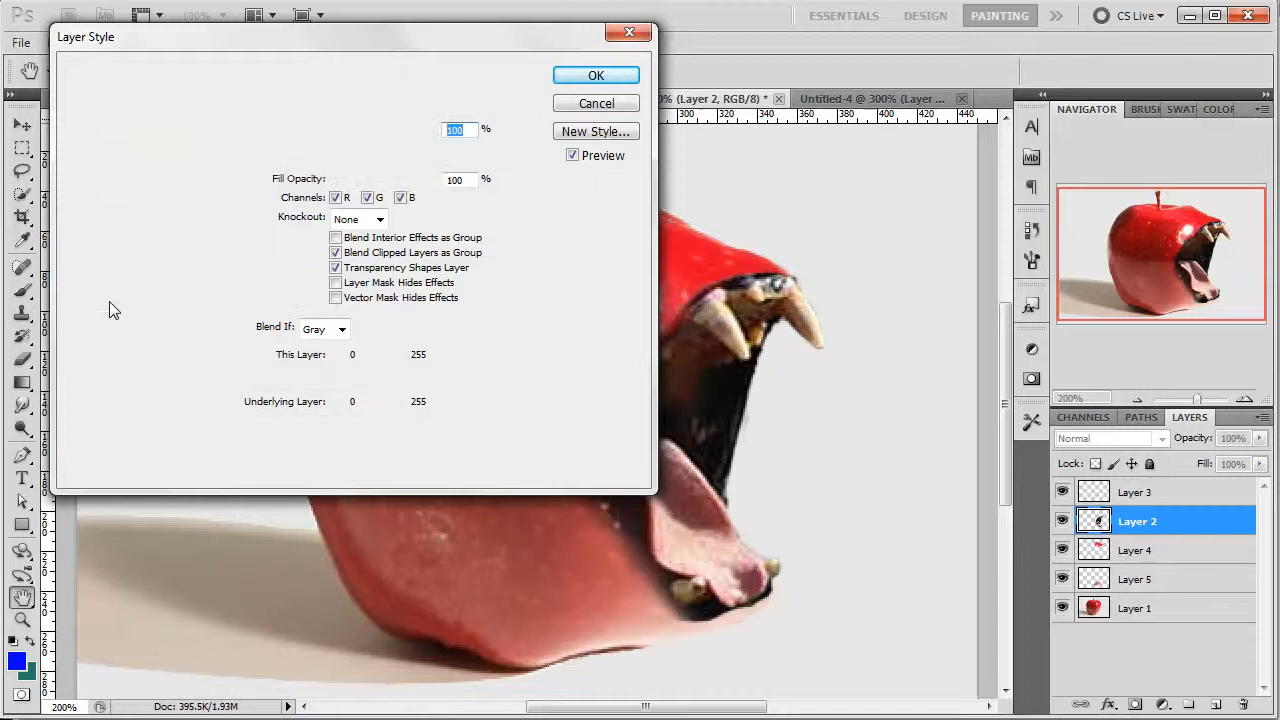 Ps Br Mb 200% ESSENTIALS DESIGN PAINTING CS Live
Layer Style
File
OK
Cancel
New Style...
Preview
100 %
Fill Opacity: 100 %
Channels: R G B
Knockout: None
Blend Interior Effects as Group
Blend Clipped Layers as Group
Transparency Shapes Layer
Layer Mask Hides Effects
Vector Mask Hides Effects
Blend If: Gray
This Layer: 0 255
Underlying Layer: 0 255
0% (Layer 2, RGB/8) * Untitled-4 @ 300% (Layer ...
300 320 340 360 380 400 420 440
NAVIGATOR BRUSH SWAT COLOR
200%
CHANNELS PATHS LAYERS
Normal Opacity: 100%
Lock: Fill: 100%
Layer 3
Layer 2
Layer 4
Layer 5
Layer 1
200% Doc: 395.5K/1.93M